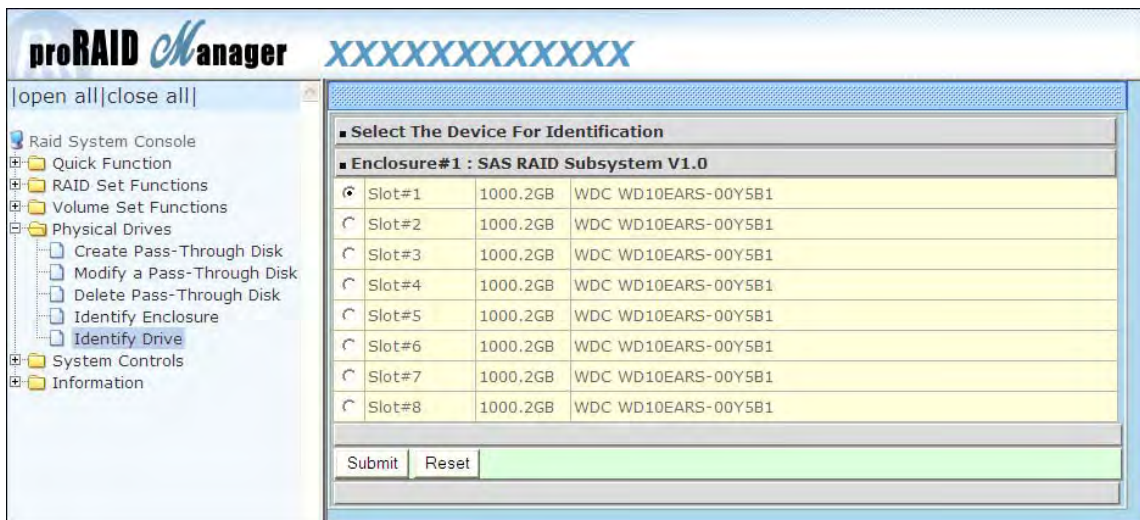 proRAID Manager XXXXXXXXXXXXX
|open all|close all|
Raid System Console
Quick Function
RAID Set Functions
Volume Set Functions
Physical Drives
Create Pass-Through Disk
Modify a Pass-Through Disk
Delete Pass-Through Disk
Identify Enclosure
Identify Drive
System Controls
Information
Select The Device For Identification
Enclosure#1 : SAS RAID Subsystem V1.0
Slot#1 1000.2GB WDC WD10EARS-00Y5B1
Slot#2 1000.2GB WDC WD10EARS-00Y5B1
Slot#3 1000.2GB WDC WD10EARS-00Y5B1
Slot#4 1000.2GB WDC WD10EARS-00Y5B1
Slot#5 1000.2GB WDC WD10EARS-00Y5B1
Slot#6 1000.2GB WDC WD10EARS-00Y5B1
Slot#7 1000.2GB WDC WD10EARS-00Y5B1
Slot#8 1000.2GB WDC WD10EARS-00Y5B1
Submit Reset